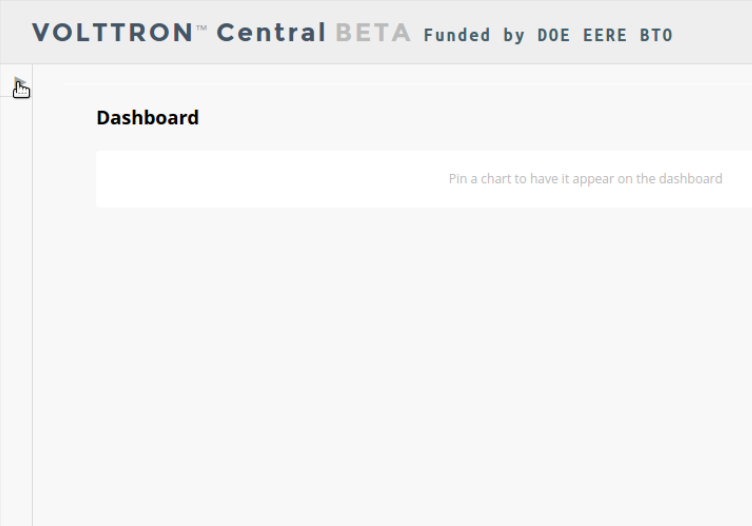 VOLTTRON™ Central BETA Funded by DOE EERE BTO
Dashboard
Pin a chart to have it appear on the dashboard